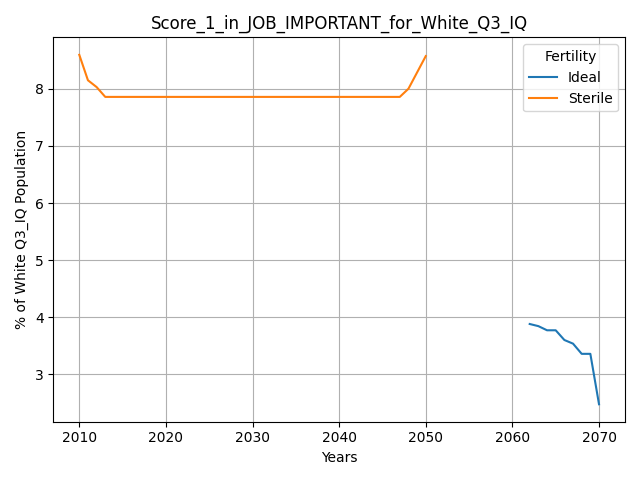 Score_1_in_JOB_IMPORTANT_for_White_Q3_IQ
Fertility
Ideal
Sterile
% of White Q3_IQ Population
8
7
6
5
4
3
2010 2020 2030 2040 2050 2060 2070
Years